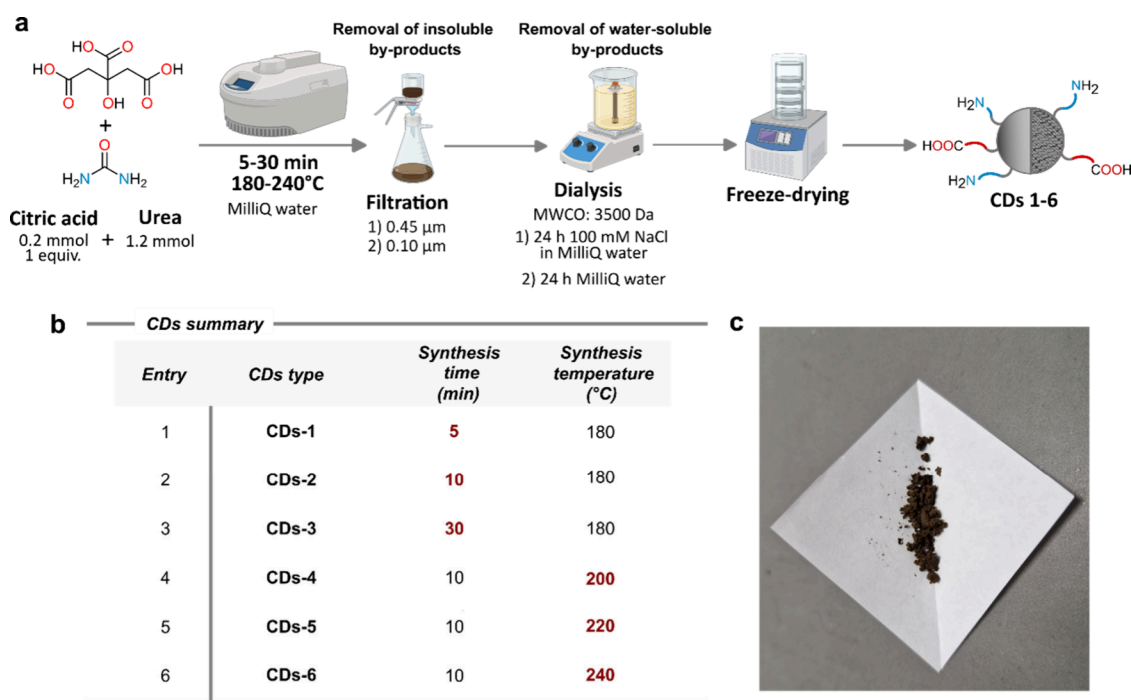 a
Removal of insoluble
by-products
Removal of water-soluble
by-products
HO
O
HO
O
OH
O
OH
+
O
H2N
NH2
Citric acid
0.2 mmol
1 equiv.
+
Urea
1.2 mmol
5-30 min
180-240°C
MilliQ water
Filtration
1) 0.45 µm
2) 0.10 µm
Dialysis
MWCO: 3500 Da
1) 24 h 100 mM NaCl
in MilliQ water
2) 24 h MilliQ water
Freeze-drying
H2N
NH2
HOOC
COOH
H2N
CDs 1-6
b
CDs summary
Entry CDs type Synthesis time (min) Synthesis temperature (°C)
1 CDs-1 5 180
2 CDs-2 10 180
3 CDs-3 30 180
4 CDs-4 10 200
5 CDs-5 10 220
6 CDs-6 10 240
c